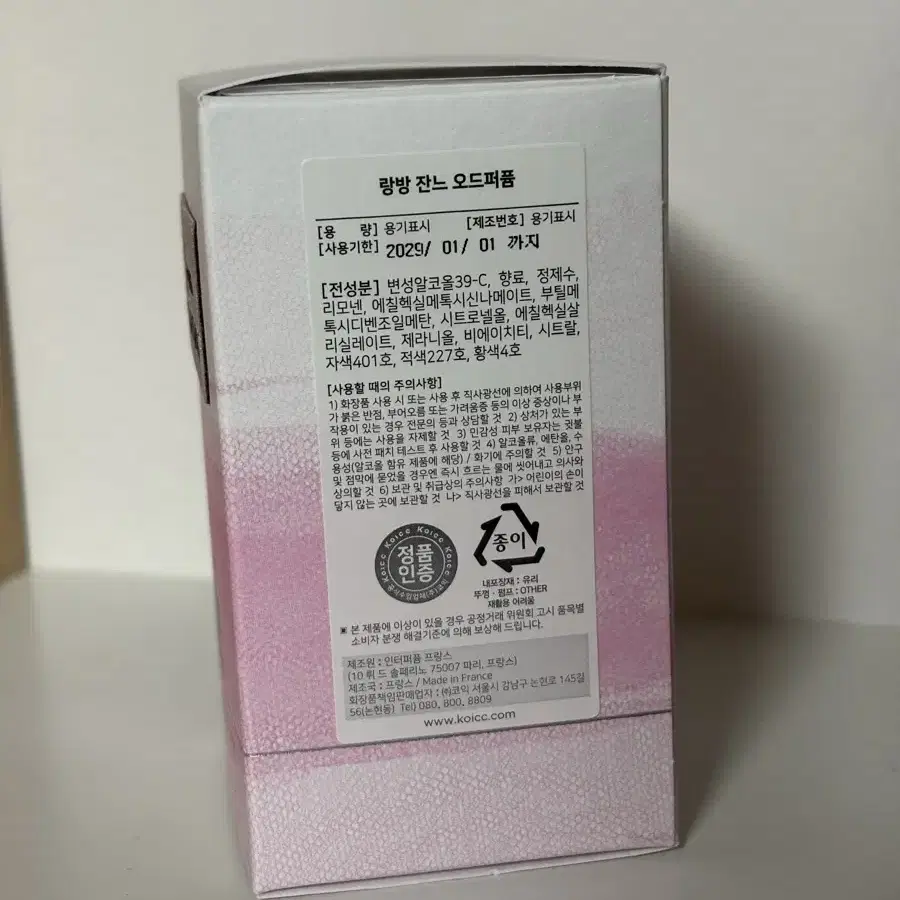 랑방 잔느 오드퍼퓸
[용 량] 용기표시 [제조번호] 용기표시
[사용기한] 2029/ 01/ 01 까지
[전성분] 변성알코올39-C, 향료, 정제수,
리모넨, 에칠헥실메톡시신나메이트, 부틸메
톡시디벤조일메탄, 시트로넬올, 에칠헥실살
리실레이트, 제라니올, 비에이치티, 시트랄,
자색401호, 적색227호, 황색4호
[사용할 때의 주의사항]
1) 화장품 사용 시 또는 사용 후 직사광선에 의하여 사용부위
가 붉은 반점, 부어오름 또는 가려움증 등의 이상 증상이나 부
작용이 있는 경우 전문의 등과 상담할 것 2) 상처가 있는 부
위 등에는 사용을 자제할 것 3) 민감성 피부 보유자는 귓불
등에 사전 패치 테스트 후 사용할 것 4) 알코올류, 에탄올, 수
용성(알코올 함유 제품에 해당) / 화기에 주의할 것 5) 안구
및 점막에 묻었을 경우엔 즉시 흐르는 물에 씻어내고 의사와
상의할 것 6) 보관 및 취급상의 주의사항 가> 어린이의 손이
닿지 않는 곳에 보관할 것 나> 직사광선을 피해서 보관할 것
Koicc Koicc Koicc Koicc
정품
인증
공식수입업체(주)코익
종이
내포장재 : 유리
뚜껑 · 펌프 : OTHER
재활용 어려움
▣ 본 제품에 이상이 있을 경우 공정거래 위원회 고시 품목별
소비자 분쟁 해결기준에 의해 보상해 드립니다.
제조원 : 인터퍼퓸 프랑스
(10 뤼 드 솔페리노 75007 파리, 프랑스)
제조국 : 프랑스 / Made in France
화장품책임판매업자 : ㈜코익 서울시 강남구 논현로 145길
56(논현동) Tel} 080. 800. 8809
www.koicc.com